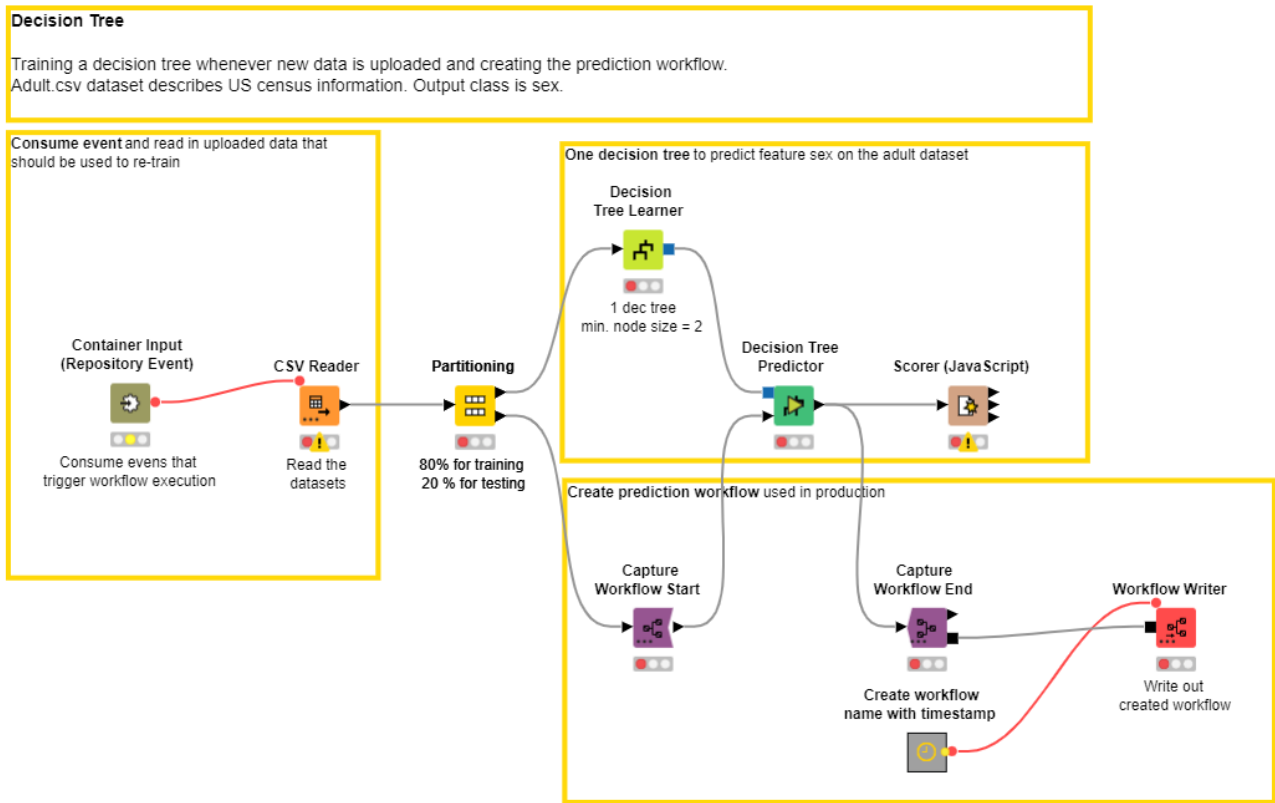 Decision Tree
Training a decision tree whenever new data is uploaded and creating the prediction workflow.
Adult.csv dataset describes US census information. Output class is sex.
Consume event and read in uploaded data that
should be used to re-train
One decision tree to predict feature sex on the adult dataset
Decision
Tree Learner
1 dec tree
min. node size = 2
Container Input
(Repository Event)
Consume evens that
trigger workflow execution
CSV Reader
Read the
datasets
Partitioning
80% for training
20 % for testing
Decision Tree
Predictor
Scorer (JavaScript)
Create prediction workflow used in production
Capture
Workflow Start
Capture
Workflow End
Workflow Writer
Write out
created workflow
Create workflow
name with timestamp